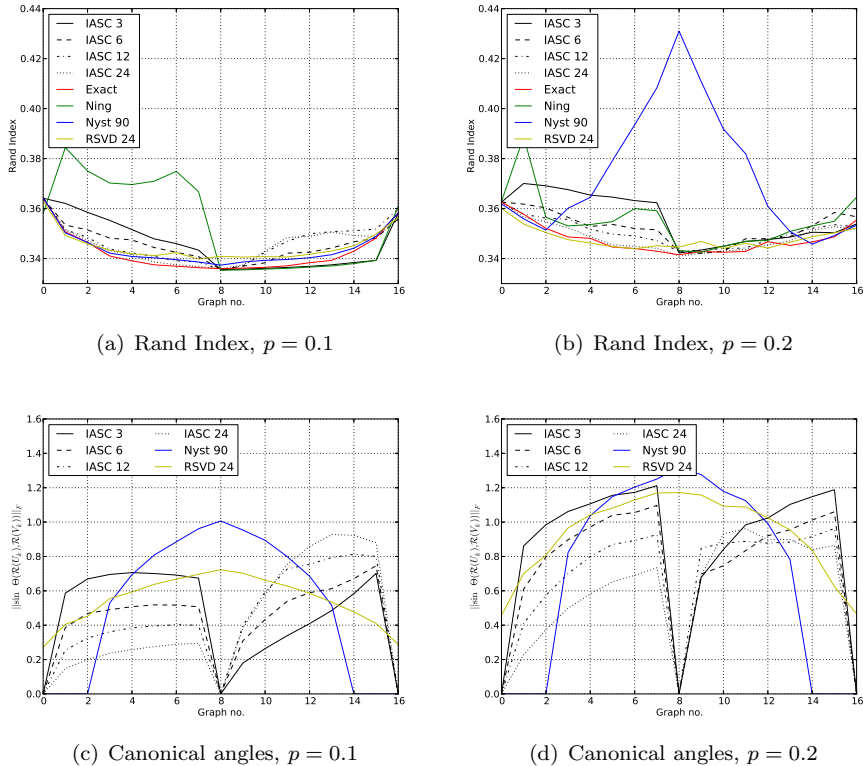 0.44
0.42
0.40
0.38
0.36
0.34
Rand Index
0 2 4 6 8 10 12 14 16
Graph no.
IASC 3
IASC 6
IASC 12
IASC 24
Exact
Ning
Nyst 90
RSVD 24
(a) Rand Index, p = 0.1
0.44
0.42
0.40
0.38
0.36
0.34
Rand Index
0 2 4 6 8 10 12 14 16
Graph no.
IASC 3
IASC 6
IASC 12
IASC 24
Exact
Ning
Nyst 90
RSVD 24
(b) Rand Index, p = 0.2
1.6
1.4
1.2
1.0
0.8
0.6
0.4
0.2
0.0
||sin Θ(R(U_k),R(V_k))||_F
0 2 4 6 8 10 12 14 16
Graph no.
IASC 3 IASC 24
IASC 6 Nyst 90
IASC 12 RSVD 24
(c) Canonical angles, p = 0.1
1.6
1.4
1.2
1.0
0.8
0.6
0.4
0.2
0.0
||sin Θ(R(U_k),R(V_k))||_F
0 2 4 6 8 10 12 14 16
Graph no.
IASC 3 IASC 24
IASC 6 Nyst 90
IASC 12 RSVD 24
(d) Canonical angles, p = 0.2